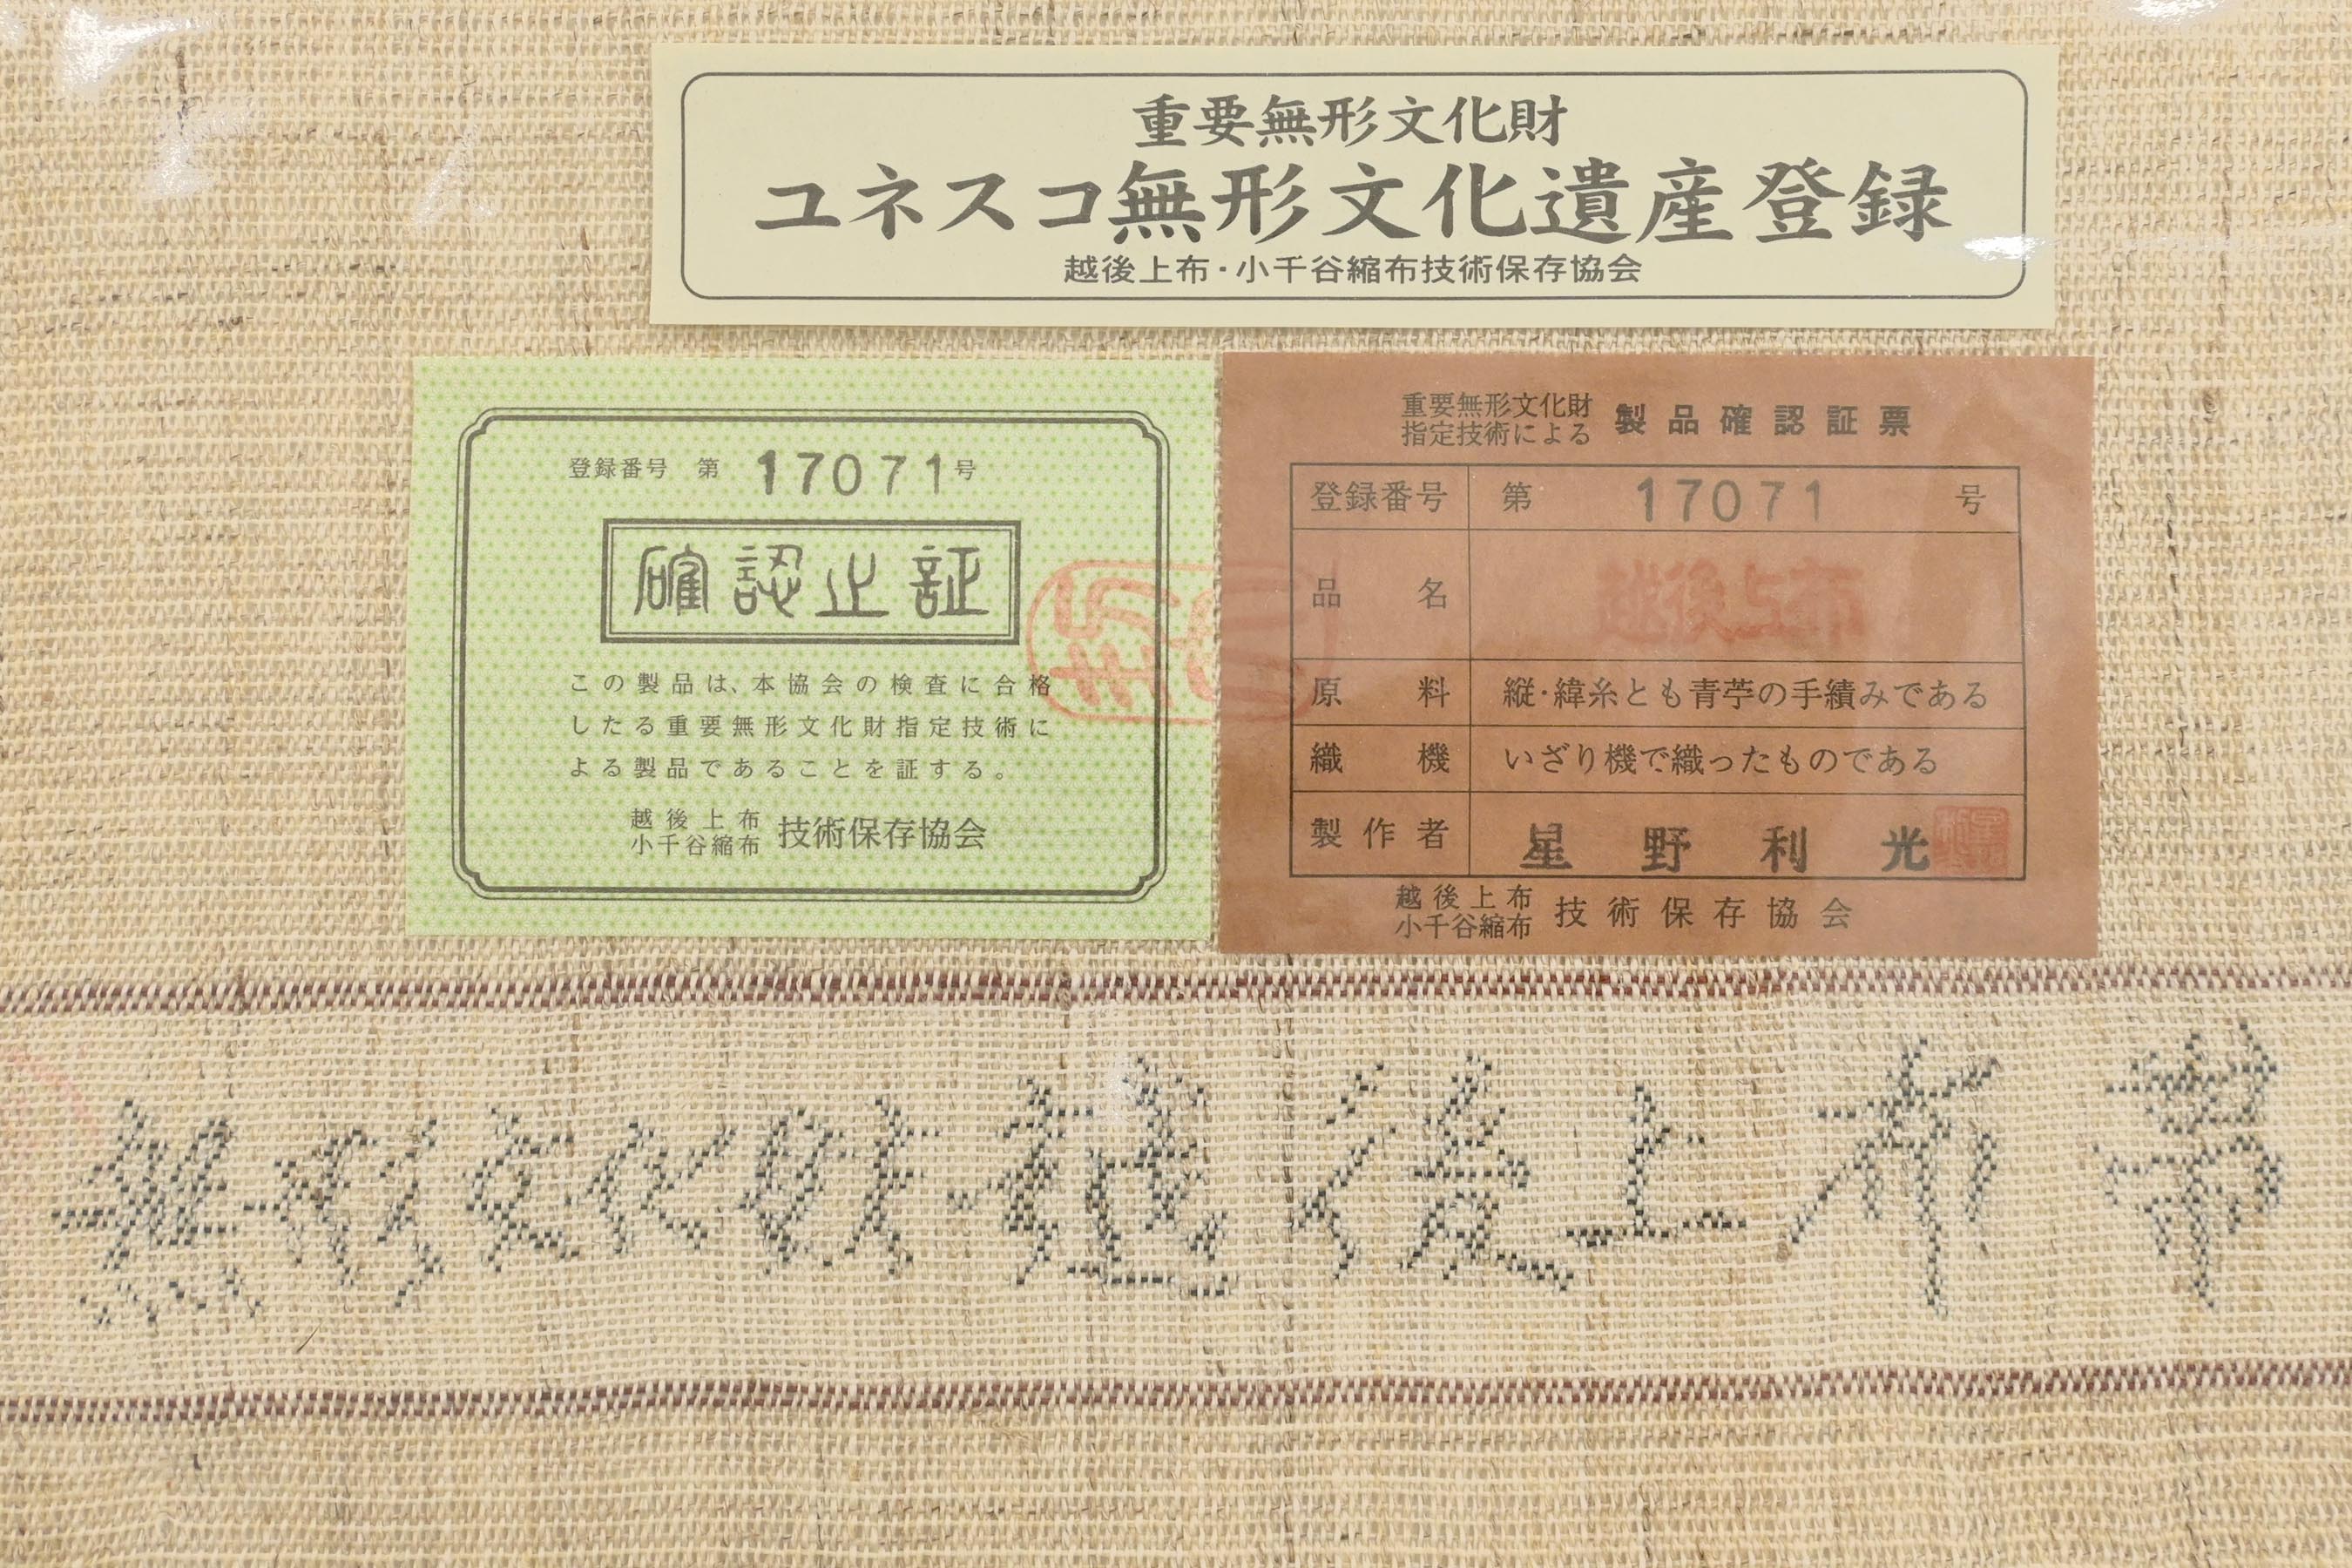 重要無形文化財
ユネスコ無形文化遺産登録
越後上布・小千谷縮布技術保存協会
登録番号 第 17071号
確認止証
この製品は、本協会の検査に合格
したる重要無形文化財指定技術に
よる製品であることを証する。
越後上布
小千谷縮布 技術保存協会
重要無形文化財
指定技術による 製品確認証票
登録番号 第 17071 号
品名 越後上布
原料 縦・緯糸とも青苧の手績みである
織機 いざり機で織ったものである
製作者 星野利光
越後上布
小千谷縮布 技術保存協会
無形文化財越後上布